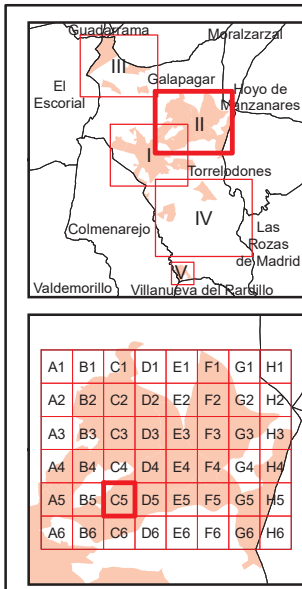 Guadarrama
Moralzarzal
III
El
Escorial
Galapagar
Hoyo de
Manzanares
II
I
Torrelodones
IV
Colmenarejo
Las
Rozas
de Madrid
V
Valdemorillo
Villanueva del Pardillo
A1 B1 C1 D1 E1 F1 G1 H1
A2 B2 C2 D2 E2 F2 G2 H2
A3 B3 C3 D3 E3 F3 G3 H3
A4 B4 C4 D4 E4 F4 G4 H4
A5 B5 C5 D5 E5 F5 G5 H5
A6 B6 C6 D6 E6 F6 G6 H6